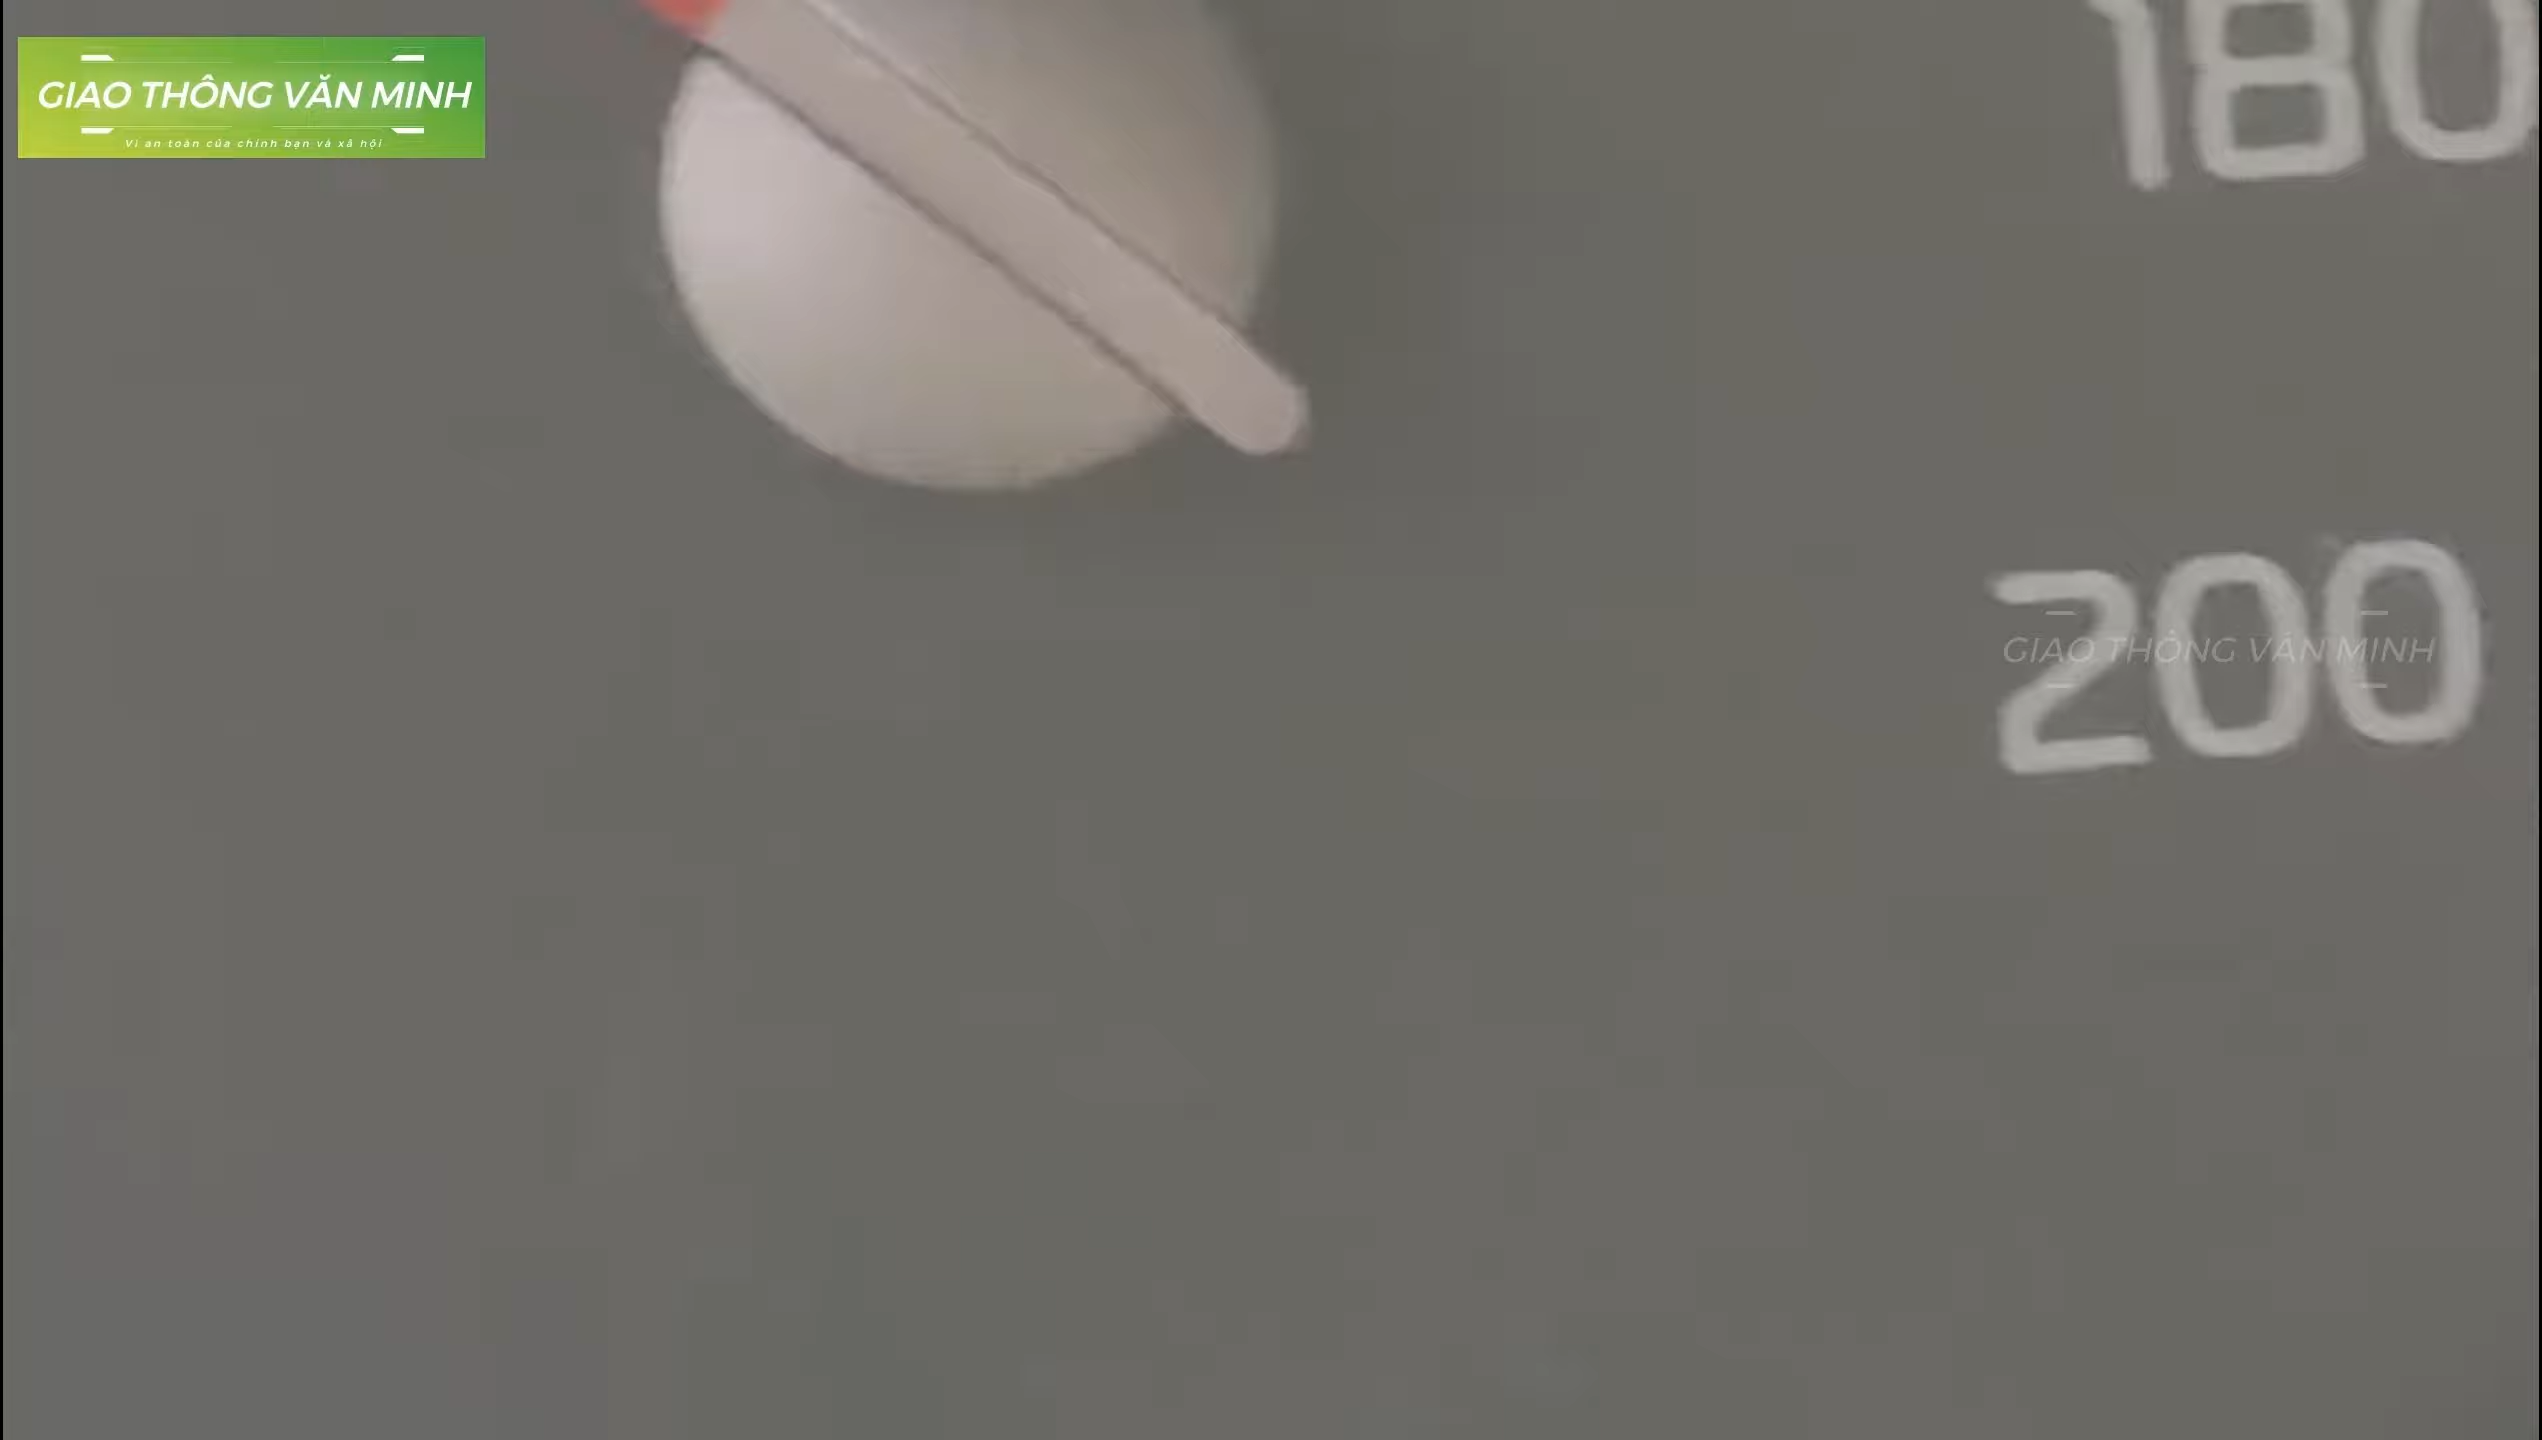 GIAO THÔNG VĂN MINH
Vì an toàn của chính bạn và xã hội
180
200
GIAO THÔNG VĂN MINH